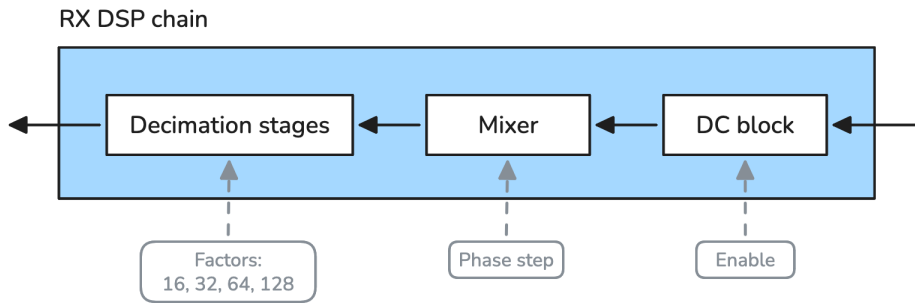 RX DSP chain
Decimation stages
Mixer
DC block
Factors:
16, 32, 64, 128
Phase step
Enable